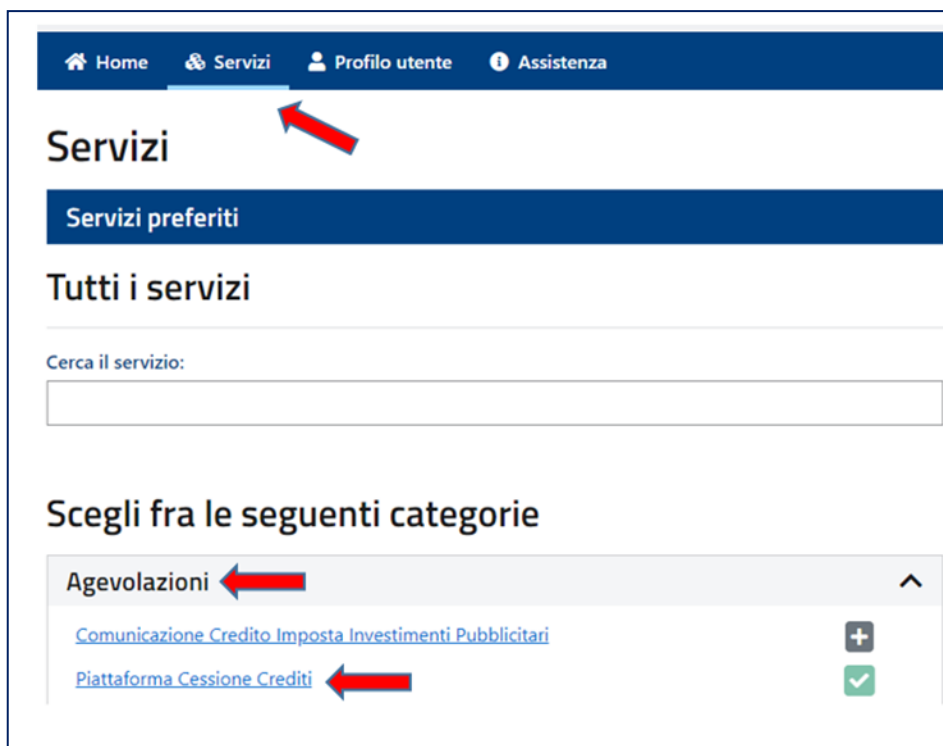 Home Servizi Profilo utente Assistenza
Servizi
Servizi preferiti
Tutti i servizi
Cerca il servizio:
Scegli fra le seguenti categorie
Agevolazioni
Comunicazione Credito Imposta Investimenti Pubblicitari
Piattaforma Cessione Crediti